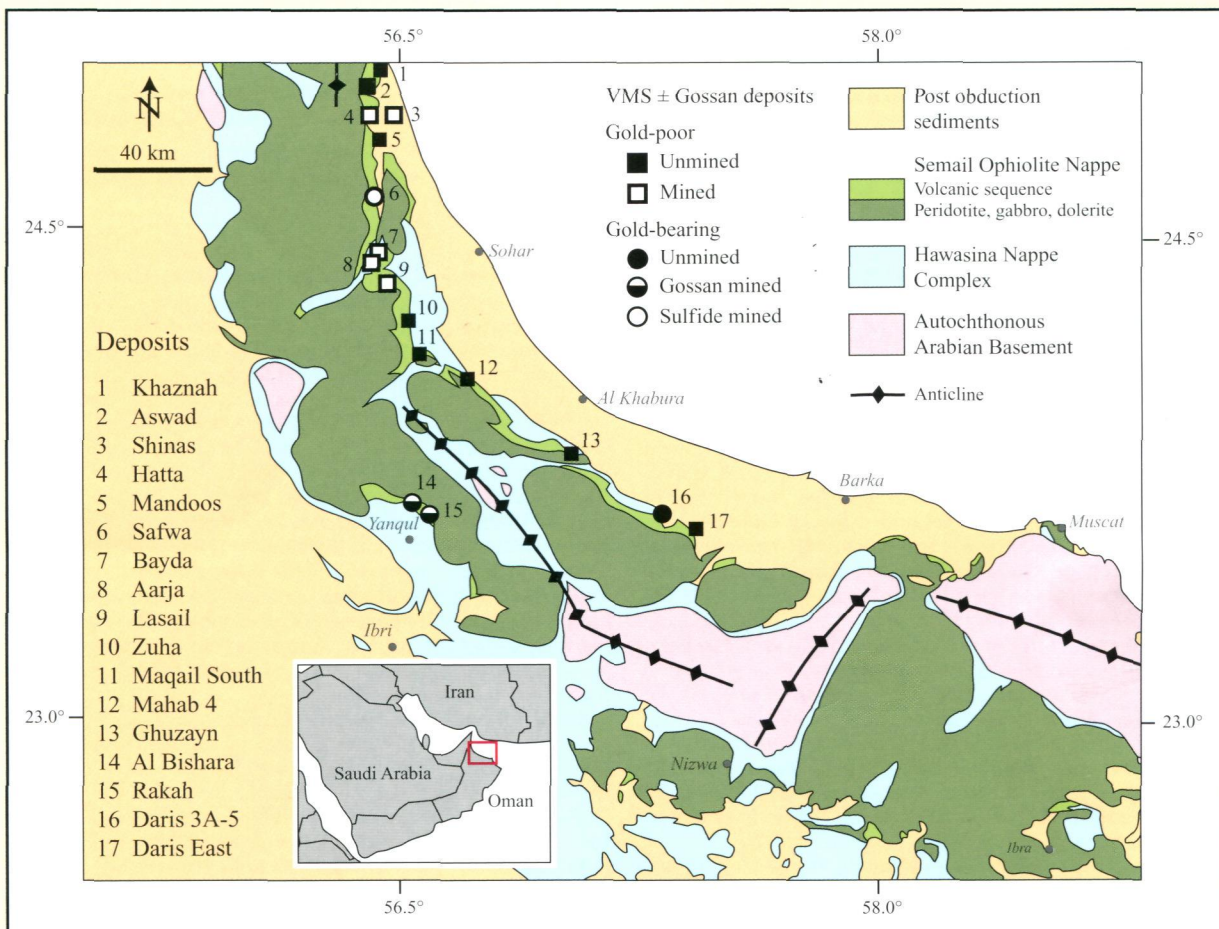 56.5°
58.0°
N
40 km
24.5°
24.5°
23.0°
23.0°
56.5°
58.0°
VMS ± Gossan deposits
Gold-poor
Unmined
Mined
Gold-bearing
Unmined
Gossan mined
Sulfide mined
Post obduction
sediments
Semail Ophiolite Nappe
Volcanic sequence
Peridotite, gabbro, dolerite
Hawasina Nappe
Complex
Autochthonous
Arabian Basement
Anticline
1
2
4
3
5
6
7
8
9
10
11
12
13
14
15
16
17
Sohar
Al Khabura
Barka
Muscat
Yanqul
Ibri
Nizwa
Ibra
Deposits
1 Khaznah
2 Aswad
3 Shinas
4 Hatta
5 Mandoos
6 Safwa
7 Bayda
8 Aarja
9 Lasail
10 Zuha
11 Maqail South
12 Mahab 4
13 Ghuzayn
14 Al Bishara
15 Rakah
16 Daris 3A-5
17 Daris East
Iran
Saudi Arabia
Oman